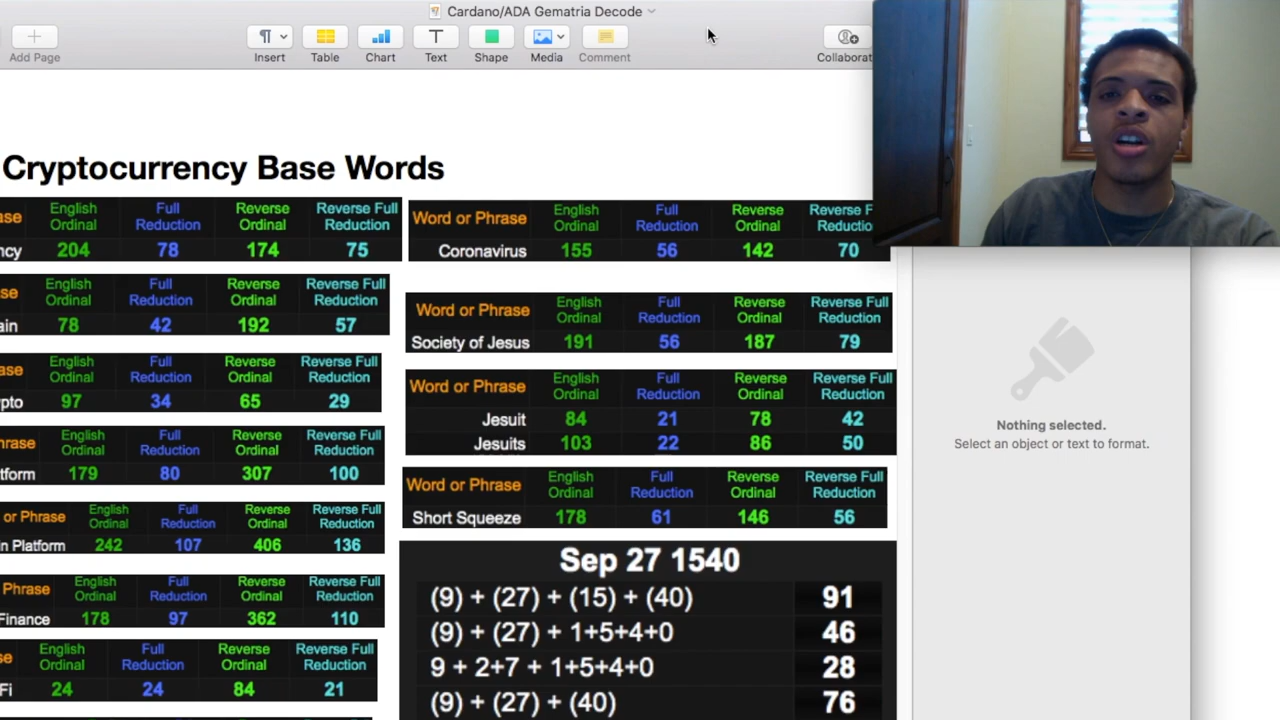 Cardano/ADA Gematria Decode
Add Page
Insert
Table
Chart
Text
Shape
Media
Comment
Collaborat
Cryptocurrency Base Words
ase English Ordinal Full Reduction Reverse Ordinal Reverse Full Reduction
ncy 204 78 174 75
se English Ordinal Full Reduction Reverse Ordinal Reverse Full Reduction
ain 78 42 192 57
ase English Ordinal Full Reduction Reverse Ordinal Reverse Full Reduction
pto 97 34 65 29
hrase English Ordinal Full Reduction Reverse Ordinal Reverse Full Reduction
tform 179 80 307 100
or Phrase English Ordinal Full Reduction Reverse Ordinal Reverse Full Reduction
in Platform 242 107 406 136
Phrase English Ordinal Full Reduction Reverse Ordinal Reverse Full Reduction
Finance 178 97 362 110
se English Ordinal Full Reduction Reverse Ordinal Reverse Full Reduction
Fi 24 24 84 21
Word or Phrase English Ordinal Full Reduction Reverse Ordinal Reverse F Reductio
Coronavirus 155 56 142 70
Word or Phrase English Ordinal Full Reduction Reverse Ordinal Reverse Full Reduction
Society of Jesus 191 56 187 79
Word or Phrase English Ordinal Full Reduction Reverse Ordinal Reverse Full Reduction
Jesuit 84 21 78 42
Jesuits 103 22 86 50
Word or Phrase English Ordinal Full Reduction Reverse Ordinal Reverse Full Reduction
Short Squeeze 178 61 146 56
Sep 27 1540
(9) + (27) + (15) + (40) 91
(9) + (27) + 1+5+4+0 46
9 + 2+7 + 1+5+4+0 28
(9) + (27) + (40) 76
Nothing selected.
Select an object or text to format.